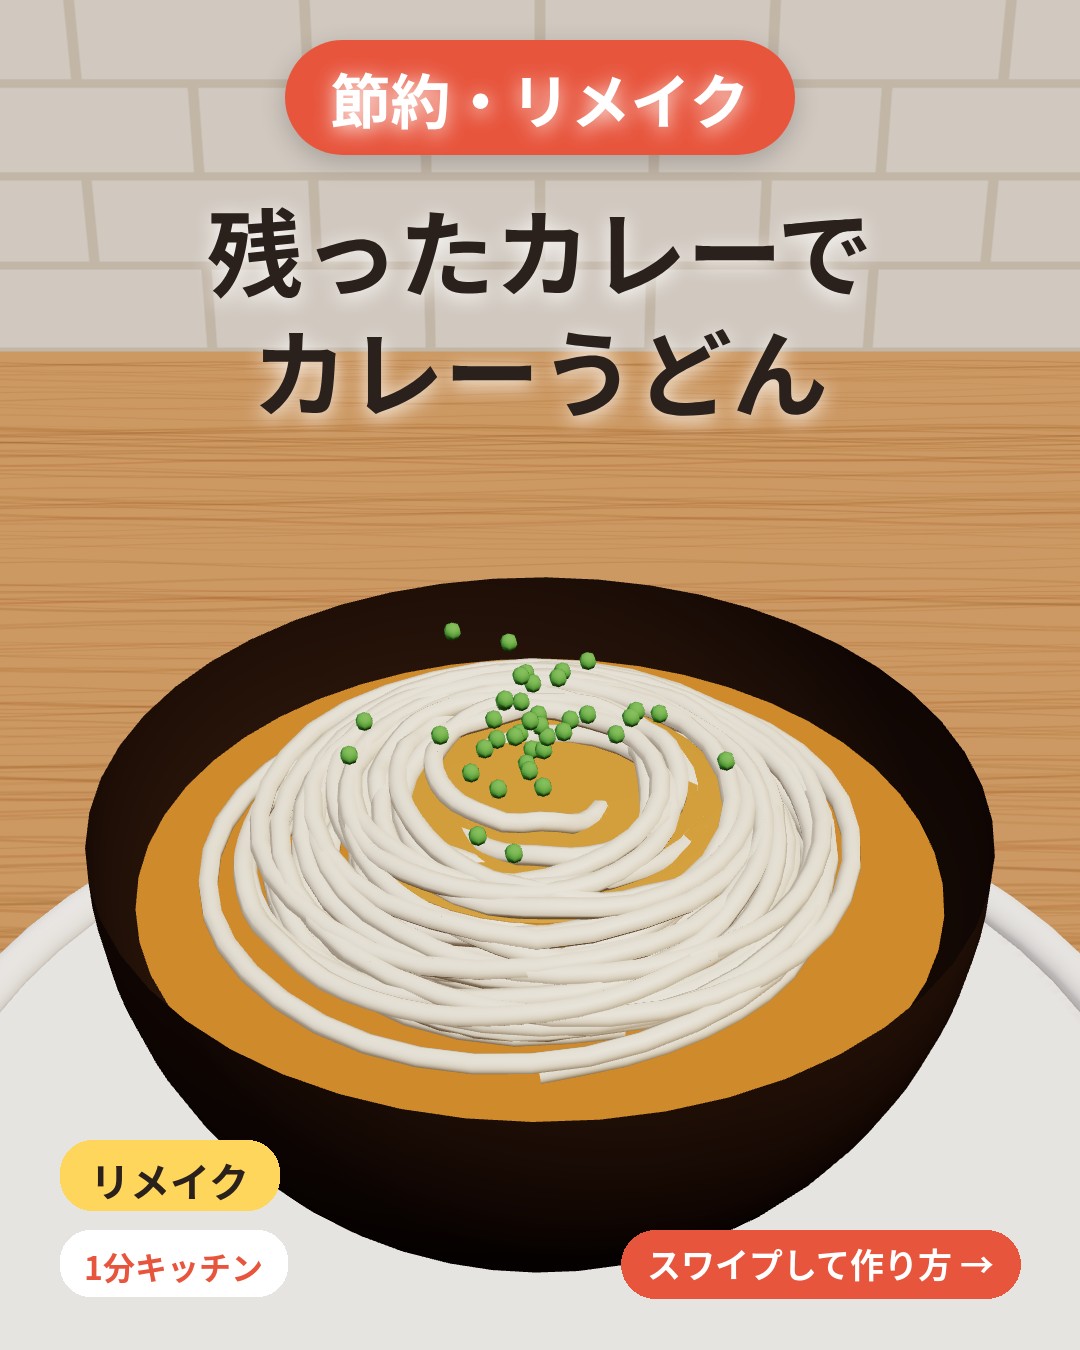 節約・リメイク
残ったカレーで
カレーうどん
リメイク
1分キッチン
スワイプして作り方 →